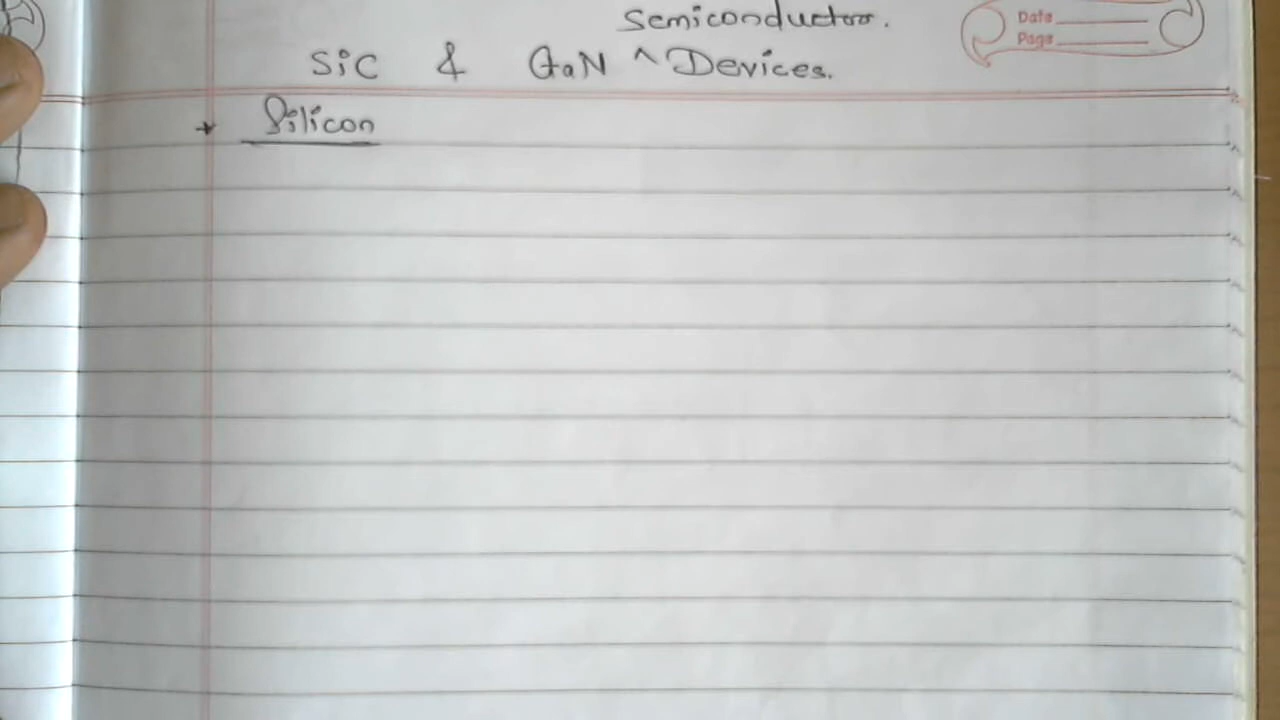 Semiconductor.
SiC & GaN ^ Devices.
Date
Page
→ Silicon